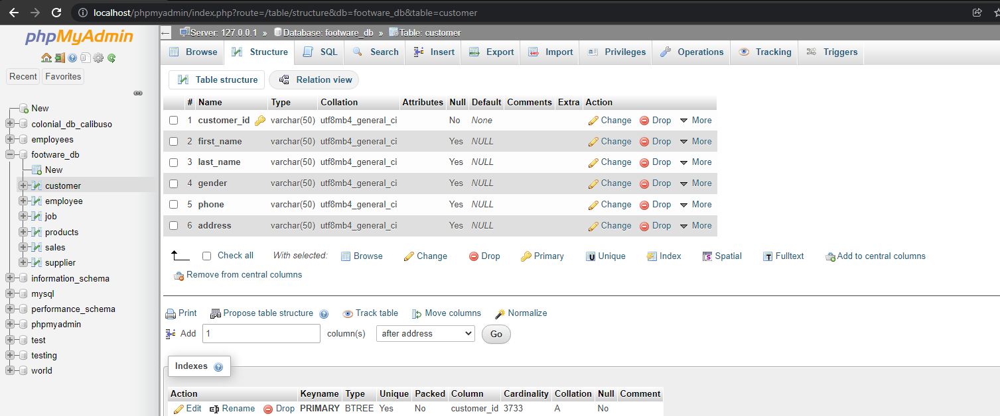 localhost/phpmyadmin/index.php?route=/table/structure&db=footware_db&table=customer
phpMyAdmin
Recent Favorites
New
colonial_db_calibuso
employees
footware_db
New
customer
employee
job
products
sales
supplier
information_schema
mysql
performance_schema
phpmyadmin
test
testing
world
Server: 127.0.0.1 » Database: footware_db » Table: customer
Browse Structure SQL Search Insert Export Import Privileges Operations Tracking Triggers
Table structure Relation view
# Name Type Collation Attributes Null Default Comments Extra Action
1 customer_id varchar(50) utf8mb4_general_ci No None Change Drop More
2 first_name varchar(50) utf8mb4_general_ci Yes NULL Change Drop More
3 last_name varchar(50) utf8mb4_general_ci Yes NULL Change Drop More
4 gender varchar(50) utf8mb4_general_ci Yes NULL Change Drop More
5 phone varchar(50) utf8mb4_general_ci Yes NULL Change Drop More
6 address varchar(50) utf8mb4_general_ci Yes NULL Change Drop More
Check all With selected: Browse Change Drop Primary Unique Index Spatial Fulltext Add to central columns
Remove from central columns
Print Propose table structure Track table Move columns Normalize
Add 1 column(s) after address Go
Indexes
Action Keyname Type Unique Packed Column Cardinality Collation Null Comment
Edit Rename Drop PRIMARY BTREE Yes No customer_id 3733 A No